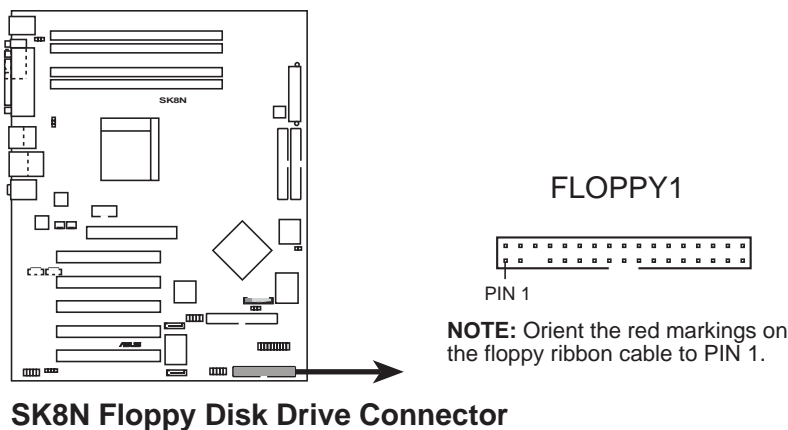 SK8N
ASUS
FLOPPY1
PIN 1
NOTE: Orient the red markings on
the floppy ribbon cable to PIN 1.
SK8N Floppy Disk Drive Connector